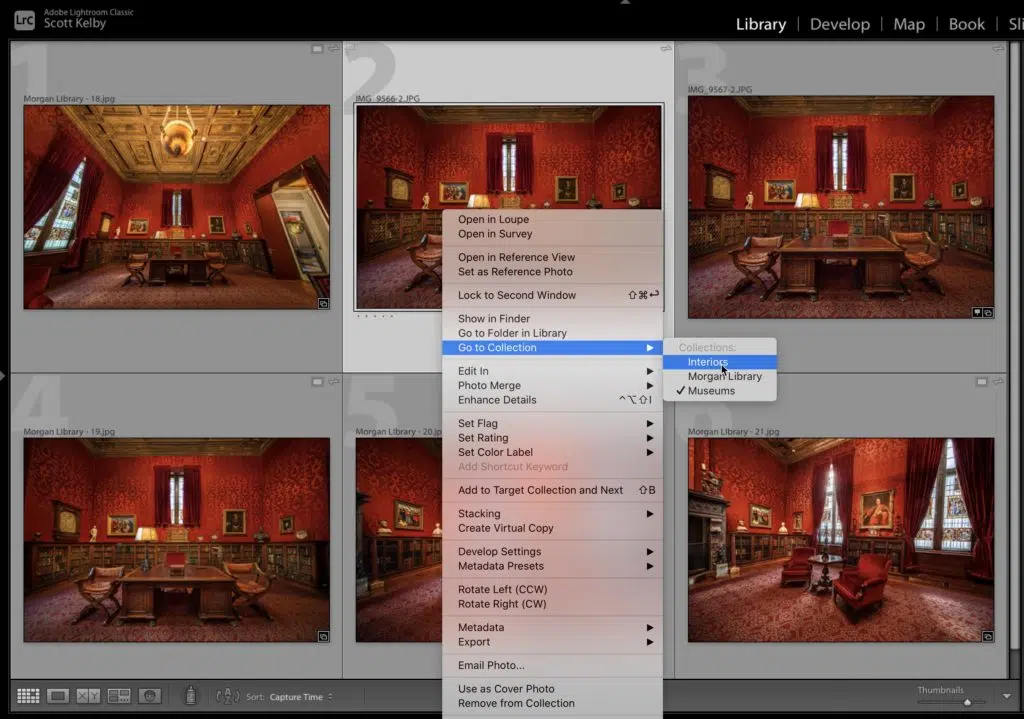 LrC
Adobe Lightroom Classic
Scott Kelby
Library | Develop | Map | Book | Sli
1
Morgan Library - 18.jpg
2
IMG_9566-2.JPG
3
IMG_9567-2.JPG
Open in Loupe
Open in Survey
Open in Reference View
Set as Reference Photo
Lock to Second Window ⇧⌘↩
Show in Finder
Go to Folder in Library
Go to Collection ▶
Collections:
Interiors
Morgan Library
✓ Museums
Edit In ▶
Photo Merge ▶
Enhance Details ^⌥⇧I
Set Flag ▶
Set Rating ▶
Set Color Label ▶
Add Shortcut Keyword
Add to Target Collection and Next ⇧B
Stacking ▶
Create Virtual Copy
Develop Settings ▶
Metadata Presets ▶
Rotate Left (CCW)
Rotate Right (CW)
Metadata ▶
Export ▶
Email Photo...
Use as Cover Photo
Remove from Collection
4
Morgan Library - 19.jpg
5
Morgan Library - 20.jp
Morgan Library - 21.jpg
XY
Sort: Capture Time
Thumbnails